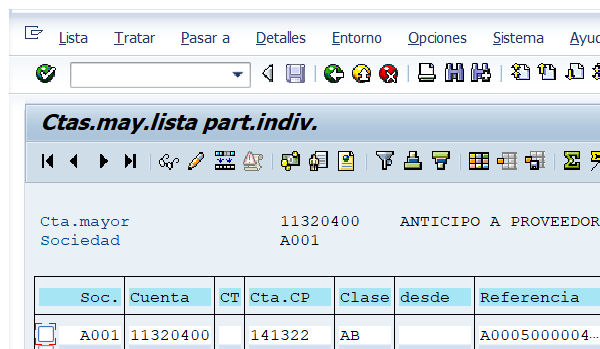 Lista Tratar Pasar a Detalles Entorno Opciones Sistema Ayu
Ctas.may.lista part.indiv.
Cta.mayor 11320400 ANTICIPO A PROVEEDOR
Sociedad A001
Soc. Cuenta CT Cta.CP Clase desde Referencia
A001 11320400 141322 AB A0005000004...